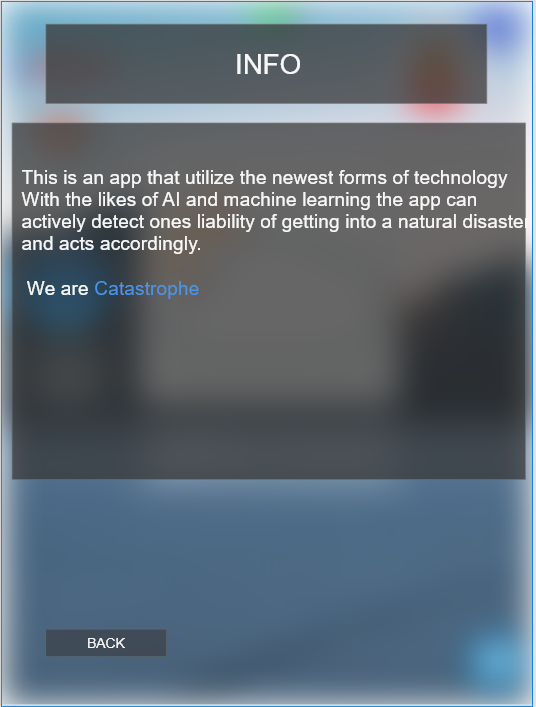 INFO
This is an app that utilize the newest forms of technology
With the likes of AI and machine learning the app can
actively detect ones liability of getting into a natural disaster
and acts accordingly.
We are Catastrophe
BACK